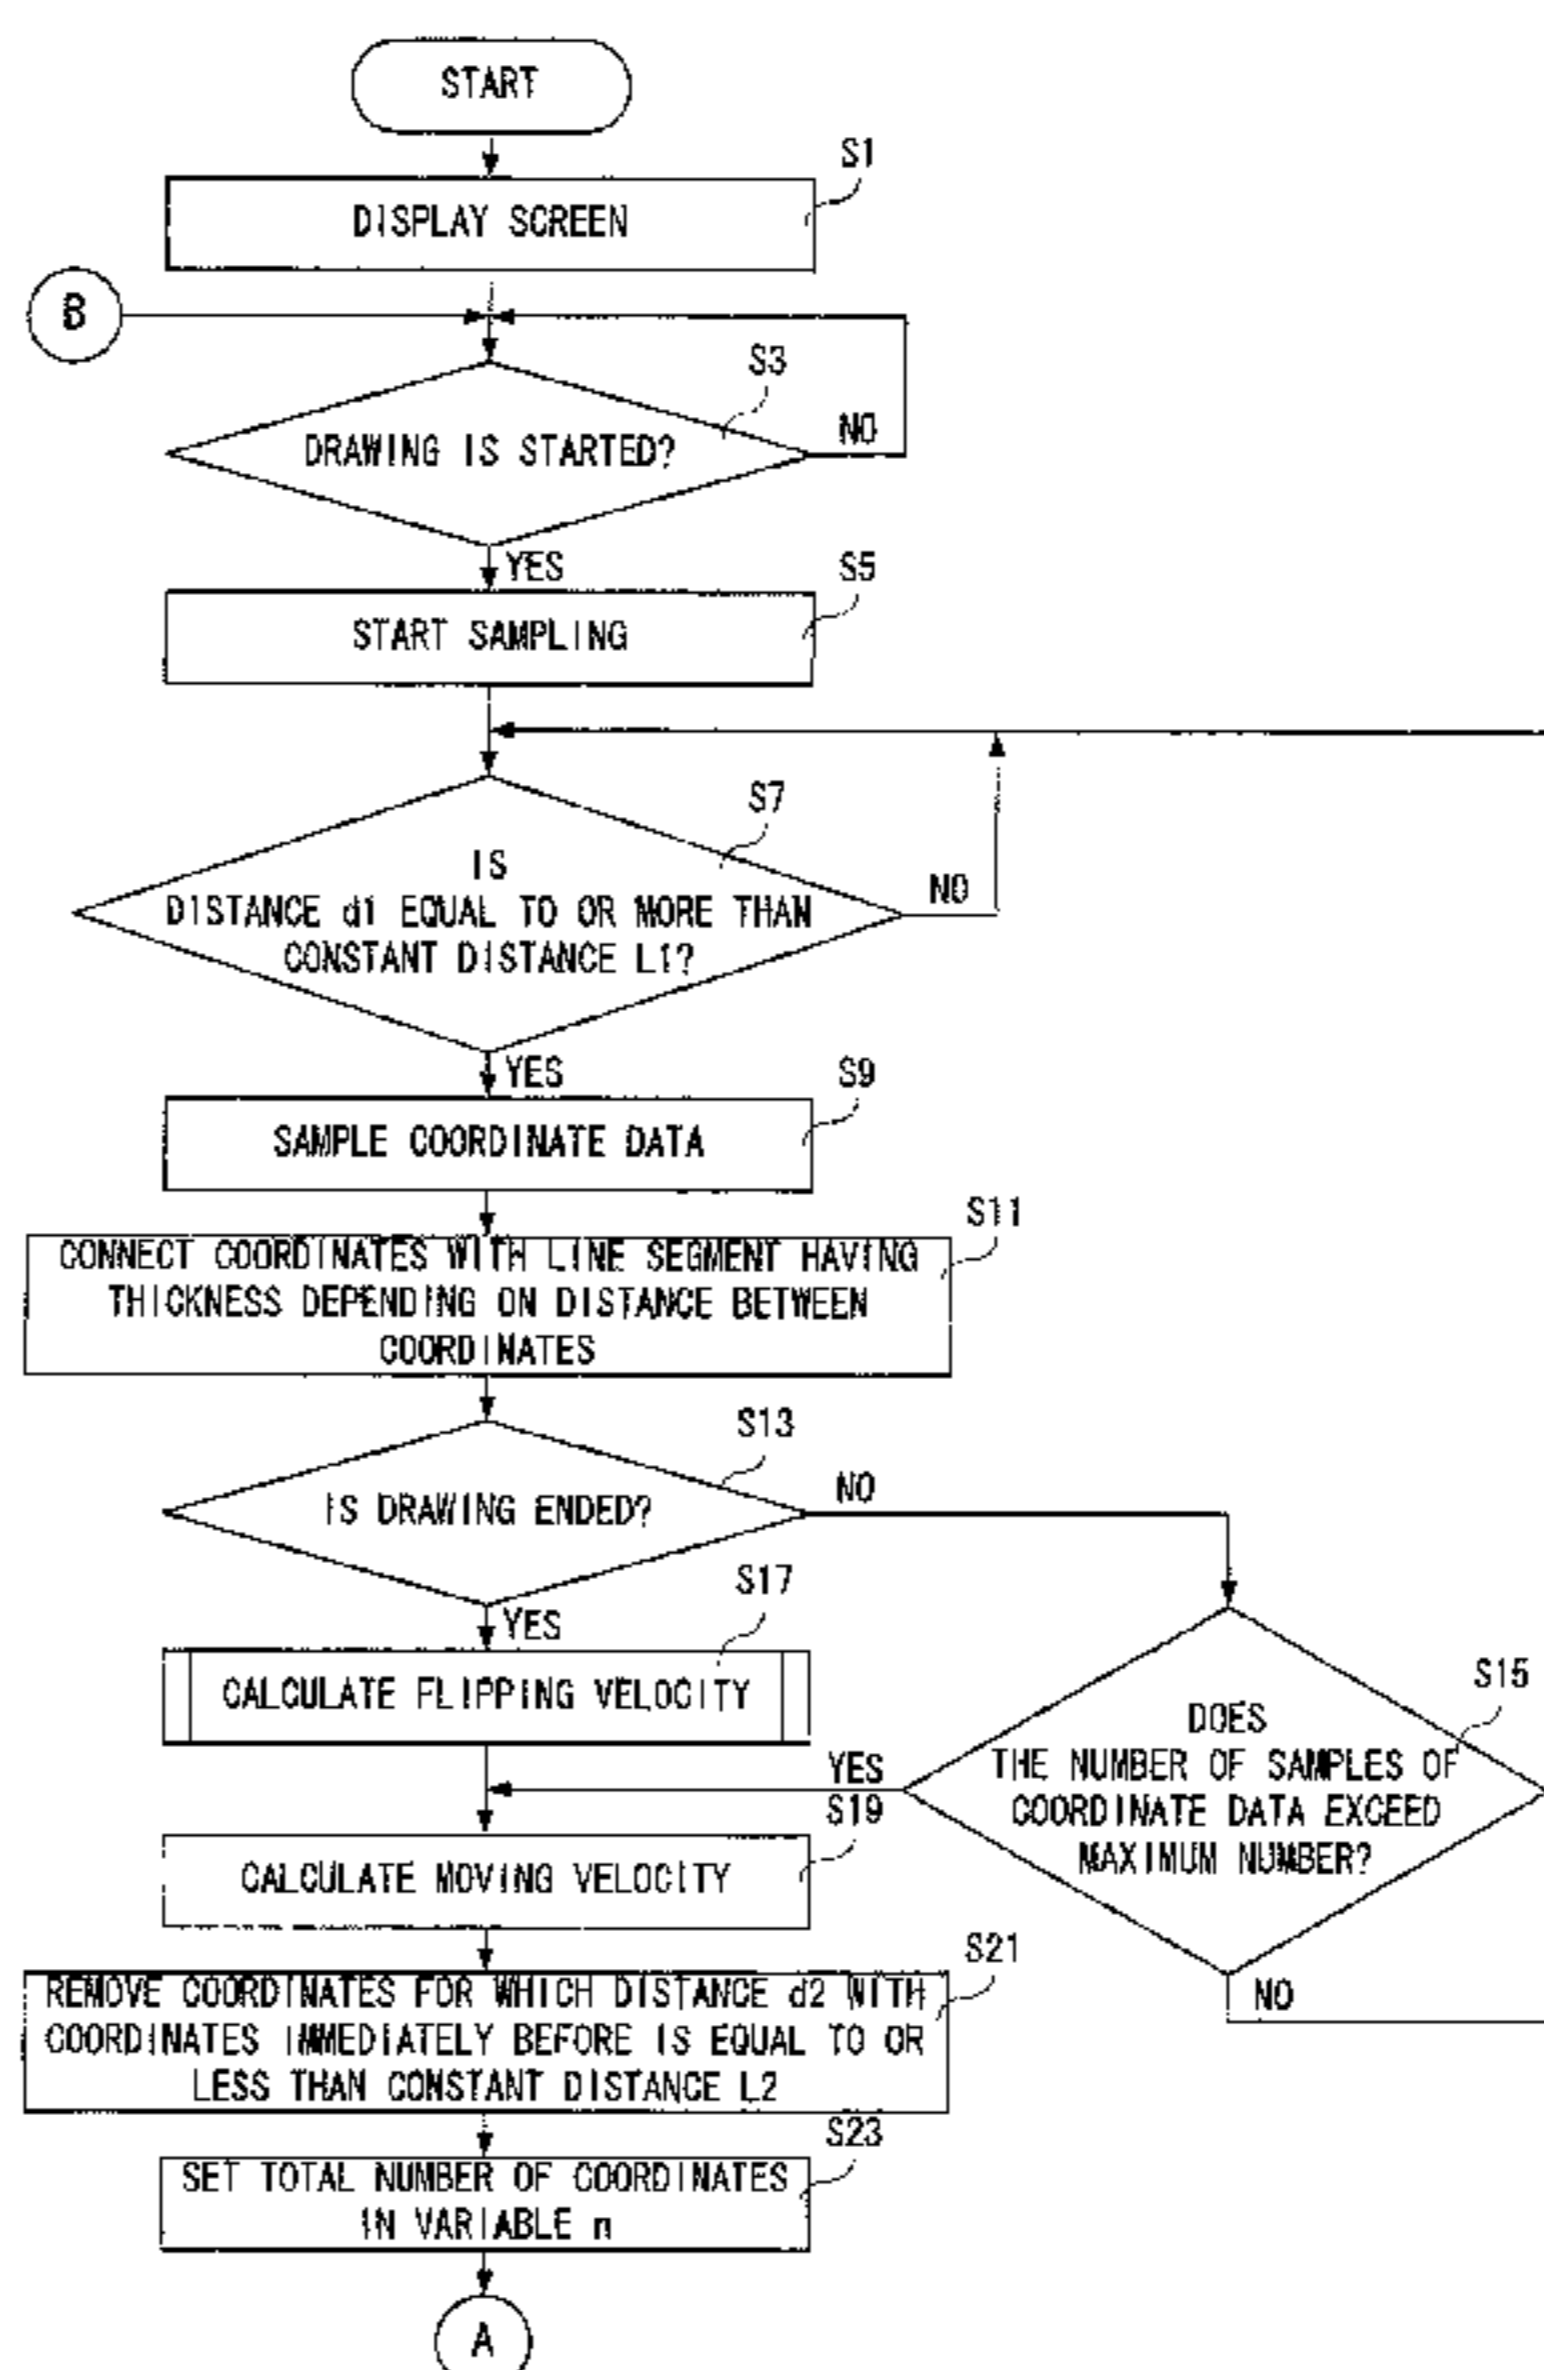 START
S1
DISPLAY SCREEN
B
S3
DRAWING IS STARTED?
NO
YES
S5
START SAMPLING
S7
IS
DISTANCE d1 EQUAL TO OR MORE THAN
CONSTANT DISTANCE L1?
NO
YES
S9
SAMPLE COORDINATE DATA
S11
CONNECT COORDINATES WITH LINE SEGMENT HAVING
THICKNESS DEPENDING ON DISTANCE BETWEEN
COORDINATES
S13
IS DRAWING ENDED?
NO
YES
S17
CALCULATE FLIPPING VELOCITY
S15
DOES
THE NUMBER OF SAMPLES OF
COORDINATE DATA EXCEED
MAXIMUM NUMBER?
YES
NO
S19
CALCULATE MOVING VELOCITY
S21
REMOVE COORDINATES FOR WHICH DISTANCE d2 WITH
COORDINATES IMMEDIATELY BEFORE IS EQUAL TO OR
LESS THAN CONSTANT DISTANCE L2
S23
SET TOTAL NUMBER OF COORDINATES
IN VARIABLE n
A